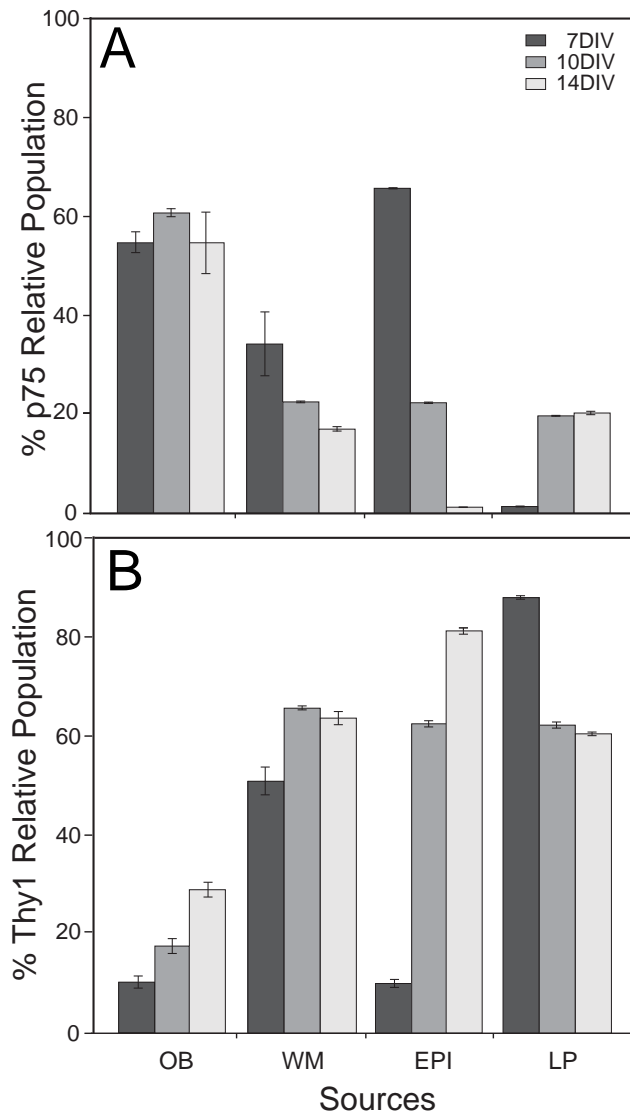 100
A
7DIV
10DIV
14DIV
80
60
40
20
0
% p75 Relative Population
100
B
80
60
40
20
0
% Thy1 Relative Population
OB WM EPI LP
Sources